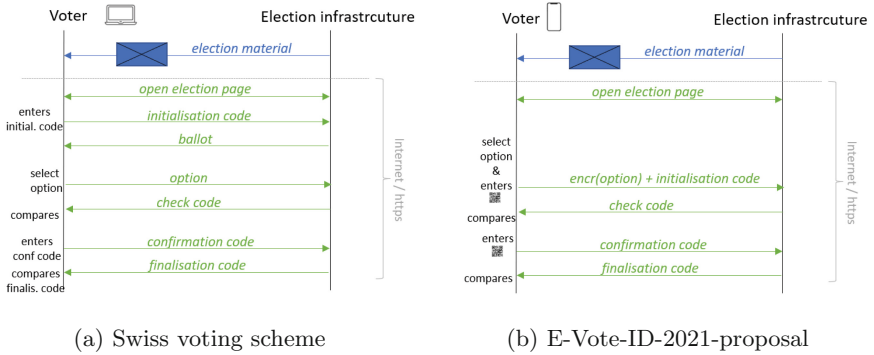 Voter
Election infrastrcuture
election material
open election page
enters
initial. code
initialisation code
ballot
select
option
option
compares
check code
enters
conf code
confirmation code
compares
finalis. code
finalisation code
Internet / https
(a) Swiss voting scheme
Voter
Election infrastrcuture
election material
open election page
select
option
&
enters
encr(option) + initialisation code
compares
check code
enters
confirmation code
compares
finalisation code
Internet / https
(b) E-Vote-ID-2021-proposal